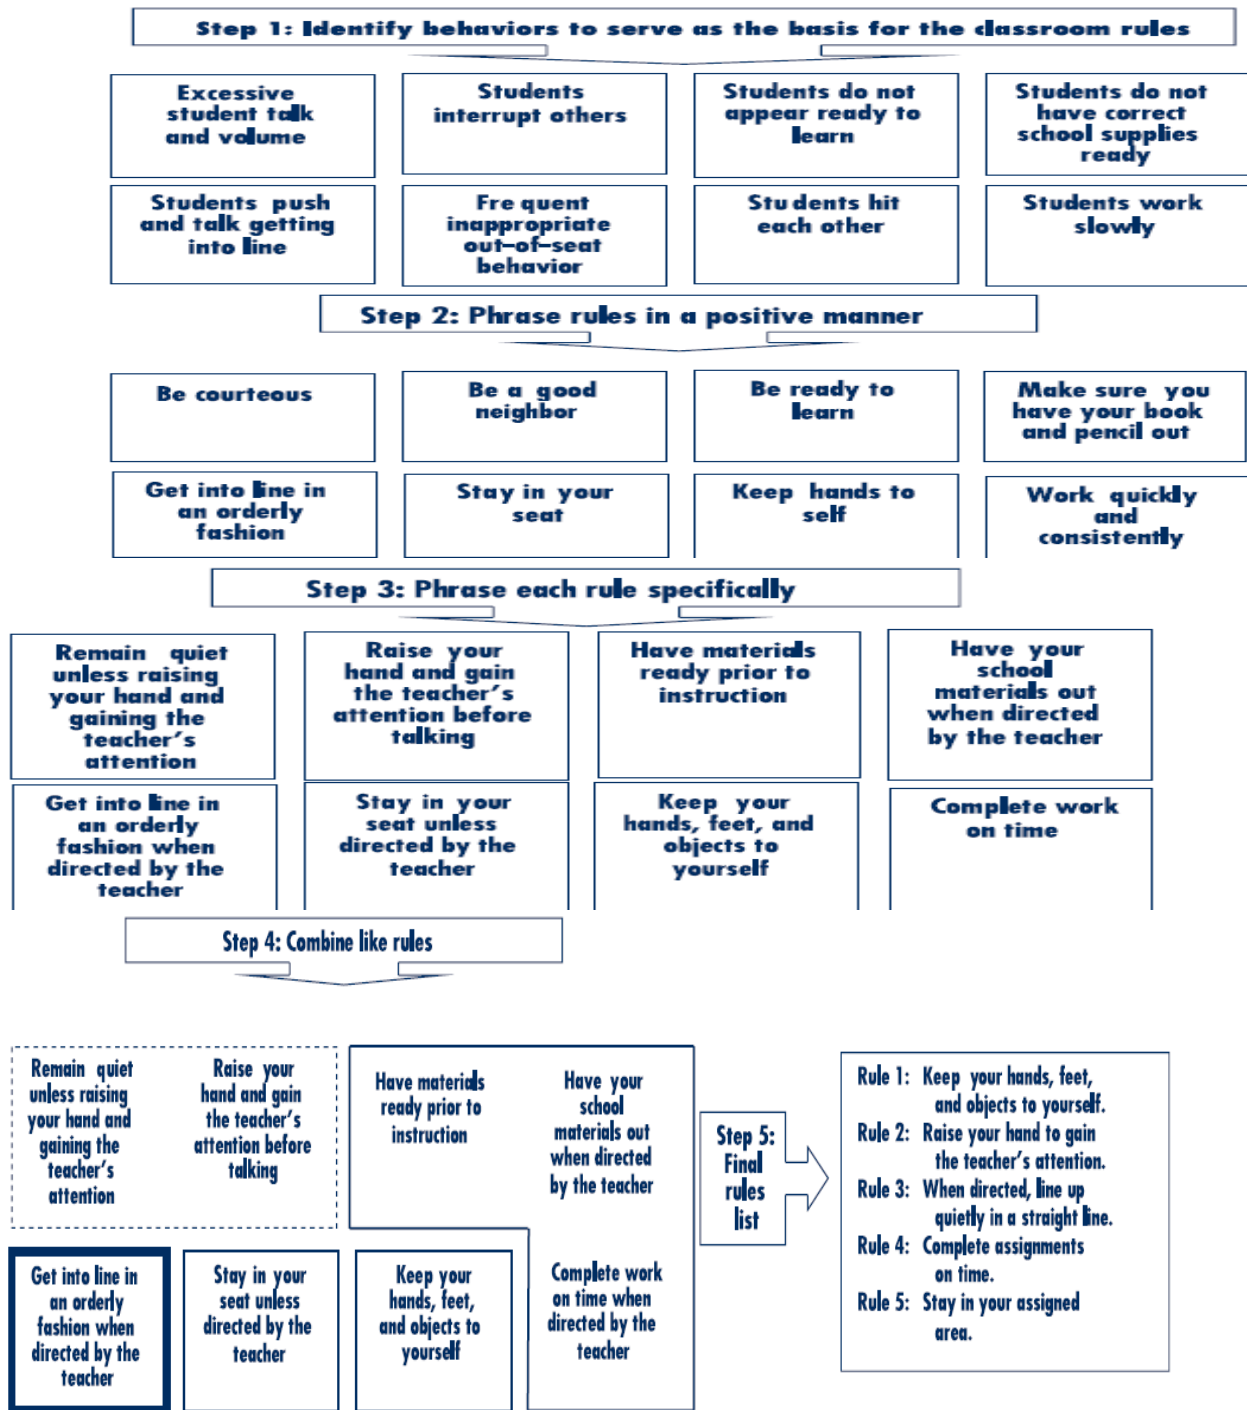 Step 1: Identify behaviors to serve as the basis for the classroom rules
Excessive
student talk
and volume
Students
interrupt others
Students do not
appear ready to
learn
Students do not
have correct
school supplies
ready
Students push
and talk getting
into line
Fre quent
inappropriate
out-of-seat
behavior
Students hit
each other
Students work
slowly
Step 2: Phrase rules in a positive manner
Be courteous
Be a good
neighbor
Be ready to
learn
Make sure you
have your book
and pencil out
Get into line in
an orderly
fashion
Stay in your
seat
Keep hands to
self
Work quickly
and
consistently
Step 3: Phrase each rule specifically
Remain quiet
unless raising
your hand and
gaining the
teacher's
attention
Raise your
hand and gain
the teacher's
attention before
talking
Have materials
ready prior to
instruction
Have your
school
materials out
when directed
by the teacher
Get into line in
an orderly
fashion when
directed by the
teacher
Stay in your
seat unless
directed by the
teacher
Keep your
hands, feet, and
objects to
yourself
Complete work
on time
Step 4: Combine like rules
Remain quiet
unless raising
your hand and
gaining the
teacher's
attention
Raise your
hand and gain
the teacher's
attention before
talking
Have materials
ready prior to
instruction
Have your
school
materials out
when directed
by the teacher
Get into line in
an orderly
fashion when
directed by the
teacher
Stay in your
seat unless
directed by the
teacher
Keep your
hands, feet,
and objects to
yourself
Complete work
on time when
directed by the
teacher
Step 5:
Final
rules
list
Rule 1: Keep your hands, feet,
and objects to yourself.
Rule 2: Raise your hand to gain
the teacher's attention.
Rule 3: When directed, line up
quietly in a straight line.
Rule 4: Complete assignments
on time.
Rule 5: Stay in your assigned
area.